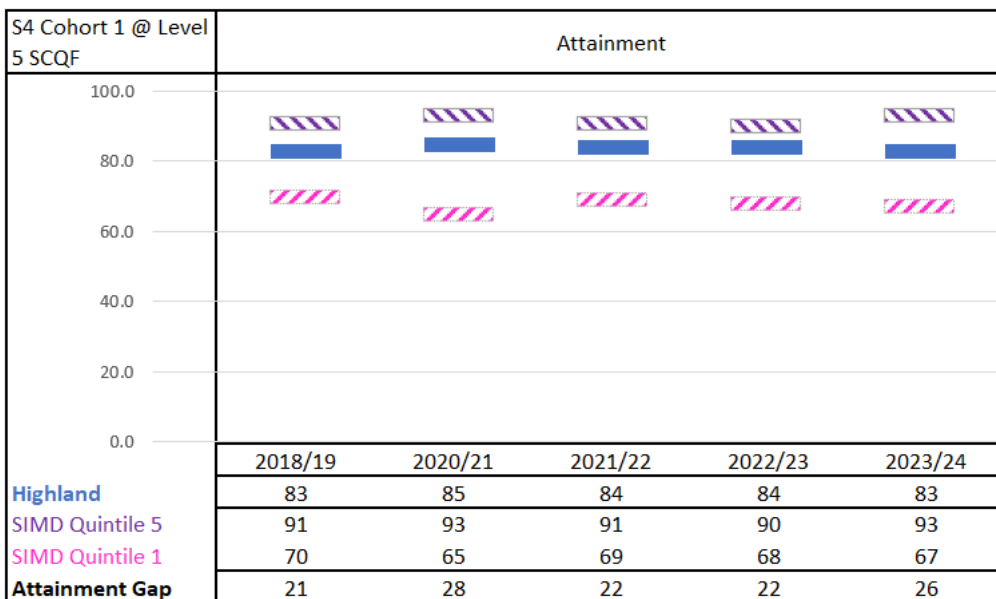 S4 Cohort 1 @ Level
5 SCQF
Attainment
100.0
80.0
60.0
40.0
20.0
0.0
2018/19 2020/21 2021/22 2022/23 2023/24
Highland 83 85 84 84 83
SIMD Quintile 5 91 93 91 90 93
SIMD Quintile 1 70 65 69 68 67
Attainment Gap 21 28 22 22 26